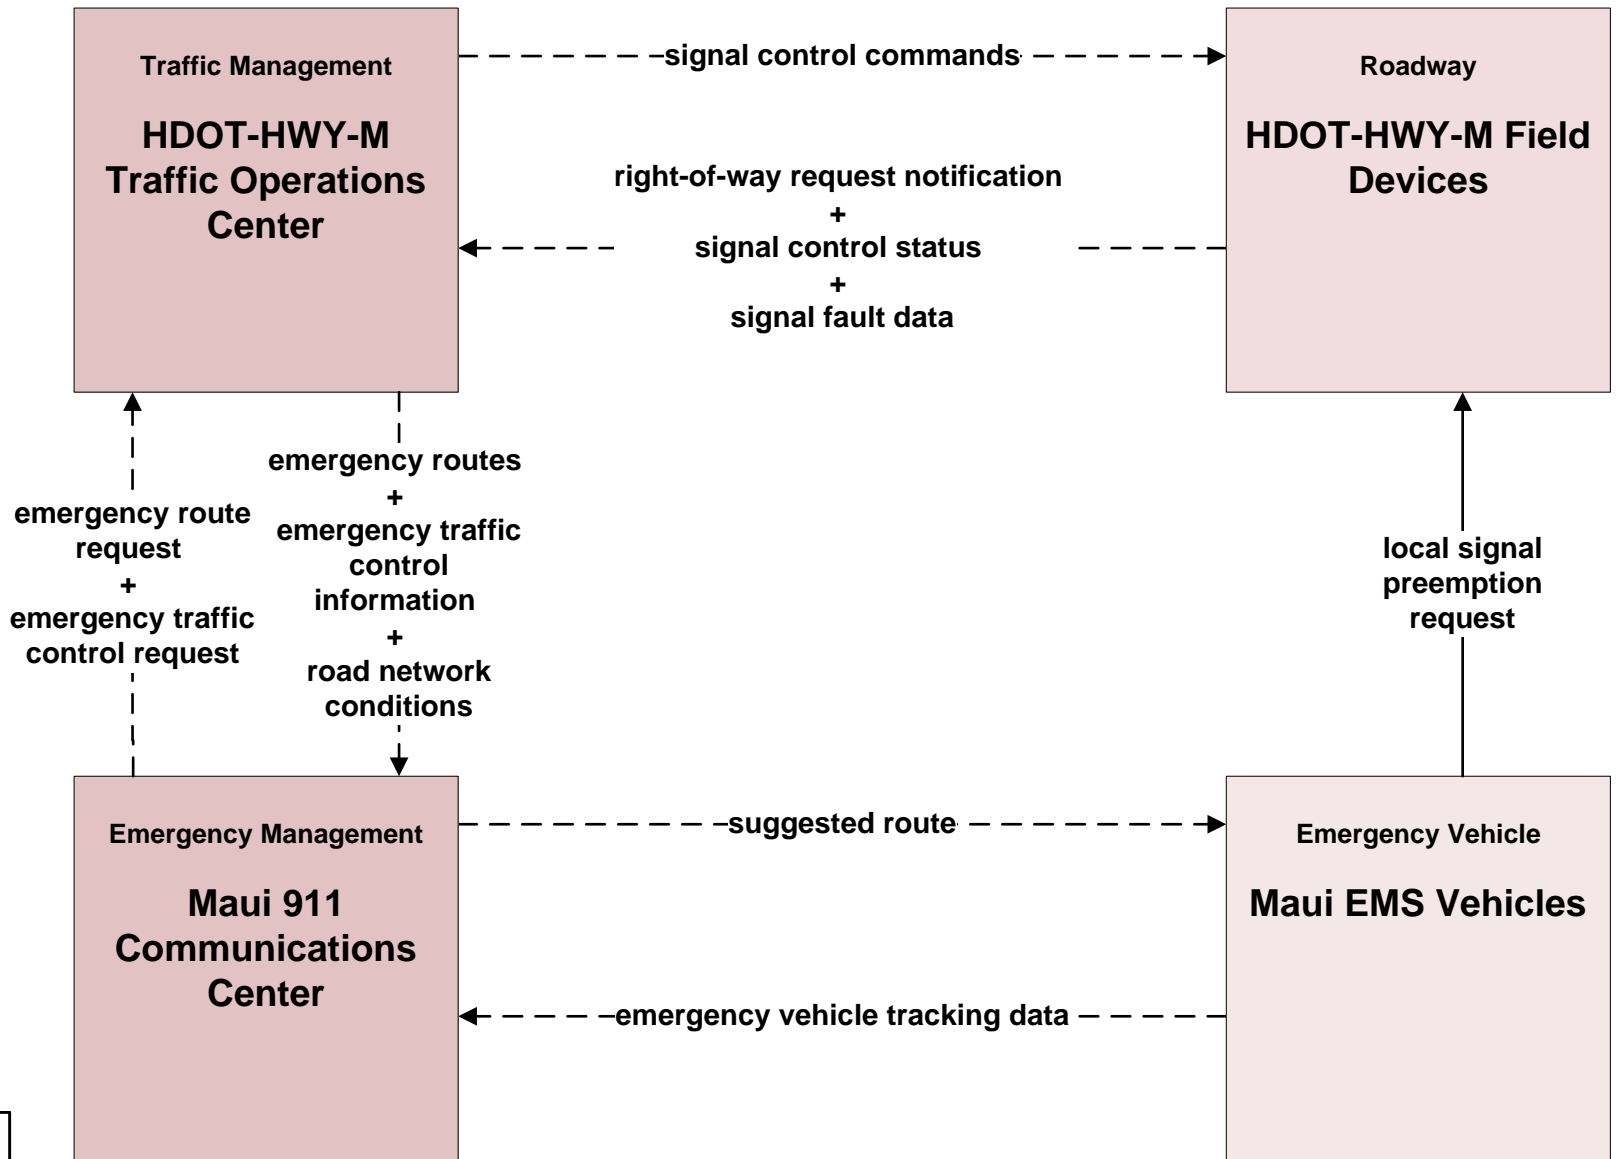 Traffic Management
HDOT-HWY-M
Traffic Operations
Center
signal control commands
Roadway
HDOT-HWY-M Field
Devices
right-of-way request notification
+
signal control status
+
signal fault data
emergency route
request
+
emergency traffic
control request
emergency routes
+
emergency traffic
control
information
+
road network
conditions
local signal
preemption
request
Emergency Management
Maui 911
Communications
Center
suggested route
Emergency Vehicle
Maui EMS Vehicles
emergency vehicle tracking data